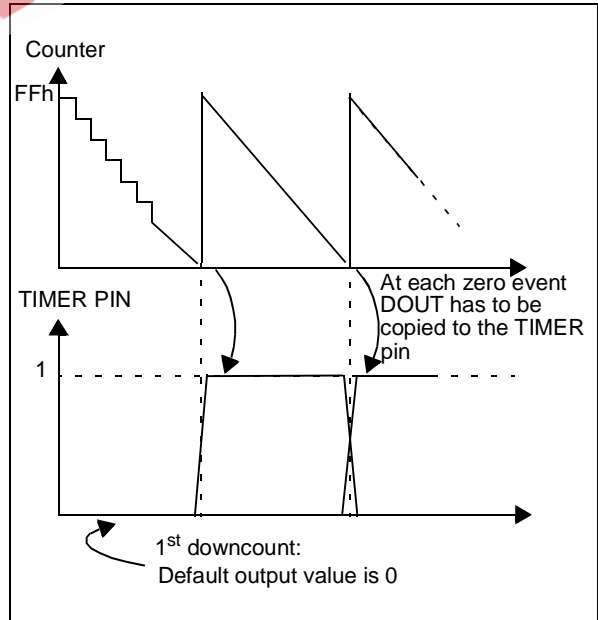 Counter
FFh
At each zero event
DOUT has to be
copied to the TIMER
pin
TIMER PIN
1
1st downcount:
Default output value is 0